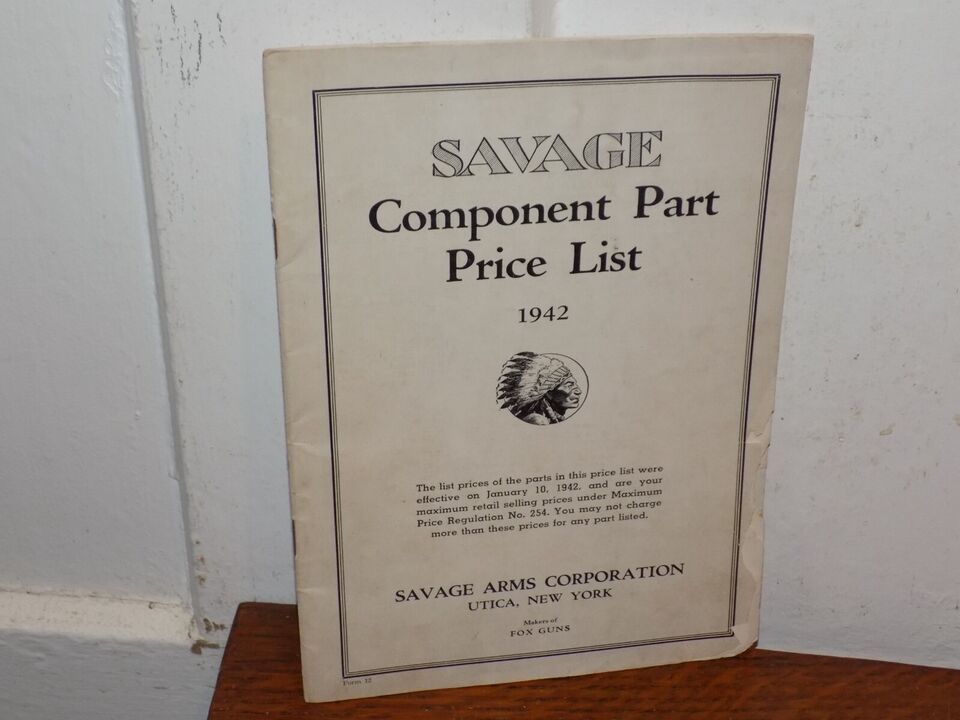 SAVAGE
Component Part
Price List
1942
The list prices of the parts in this price list were
effective on January 10, 1942, and are your
maximum retail selling prices under Maximum
Price Regulation No. 254. You may not charge
more than these prices for any part listed.
SAVAGE ARMS CORPORATION
UTICA, NEW YORK
Makers of
FOX GUNS
Form 12